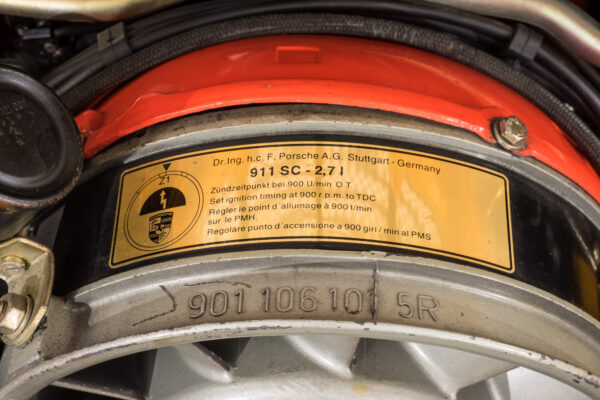 Dr.Ing. h.c. F. Porsche A.G. Stuttgart - Germany
911 SC - 2,7 l
Z1
Zündzeitpunkt bei 900 U/min O.T.
Set ignition timing at 900 r.p.m. to TDC
Régler le point d'allumage à 900 t/min
sur le PMH.
Regolare punto d'accensione a 900 giri / min al PMS
901 106 101 5R